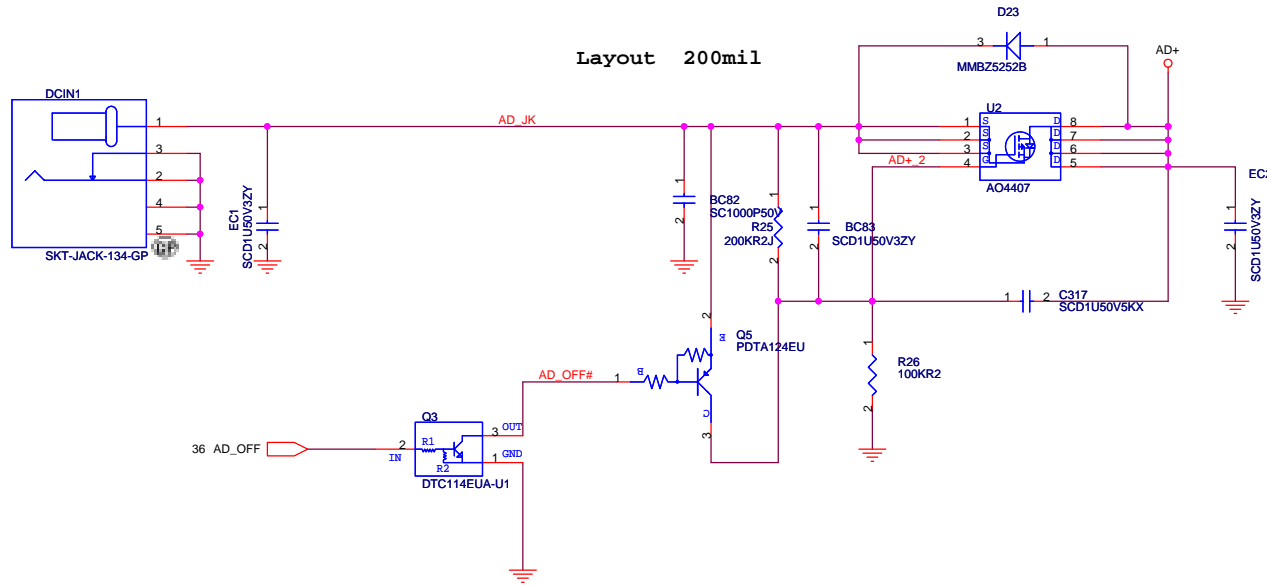 D23
Layout 200mil
3
1
AD+
MMBZ5252B
DCIN1
U2
1
AD_JK
1
S
D
8
2
S
D
7
3
3
S
D
6
AD+_2
4
G
D
5
2
AO4407
4
5
SKT-JACK-134-GP
EC1
SCD1U50V3ZY
1
2
1
2
BC82
SC1000P50V
1
R25
200KR2J
2
1
BC83
SCD1U50V3ZY
2
1
2
SCD1U50V3ZY
1
2
C317
SCD1U50V5KX
2
E
Q5
PDTA124EU
AD_OFF#
1
B
C
3
1
R26
100KR2
2
Q3
3
OUT
36 AD_OFF
2
IN
R1
R2
1
GND
DTC114EUA-U1